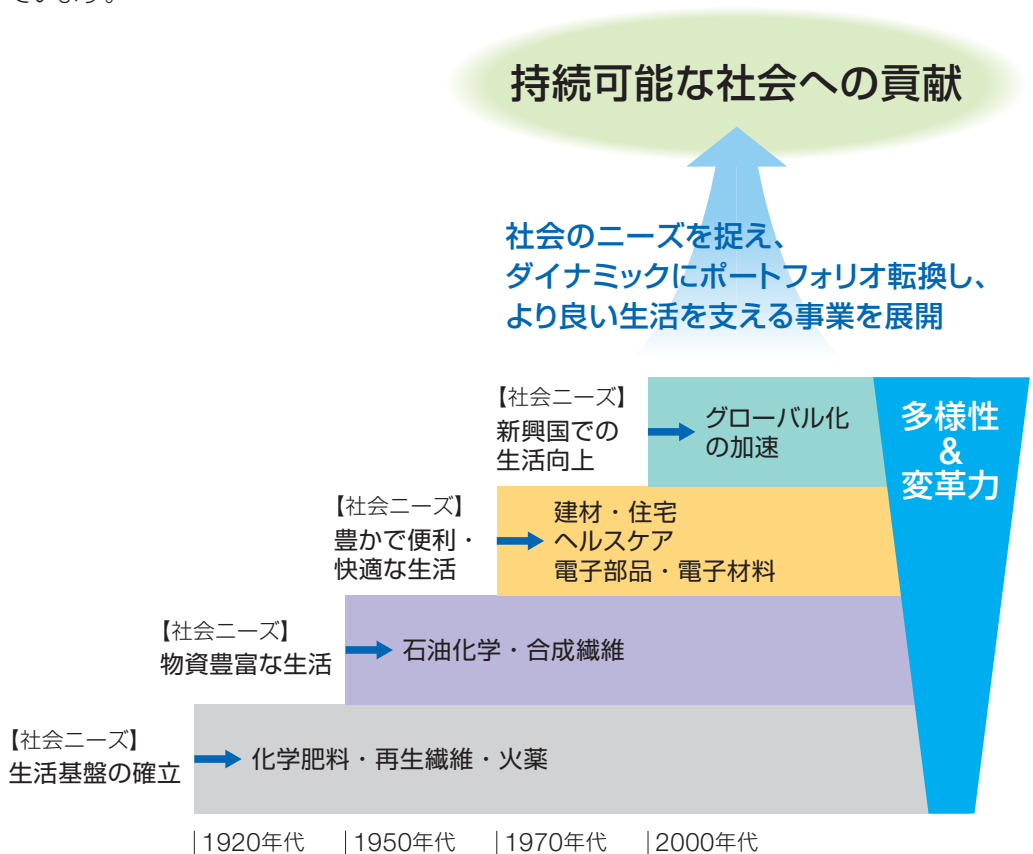 持続可能な社会への貢献
社会のニーズを捉え、
ダイナミックにポートフォリオ転換し、
より良い生活を支える事業を展開
【社会ニーズ】
新興国での
生活向上
グローバル化
の加速
多様性
&
変革力
【社会ニーズ】
豊かで便利・
快適な生活
建材・住宅
ヘルスケア
電子部品・電子材料
【社会ニーズ】
物資豊富な生活
石油化学・合成繊維
【社会ニーズ】
生活基盤の確立
化学肥料・再生繊維・火薬
1920年代
1950年代
1970年代
2000年代